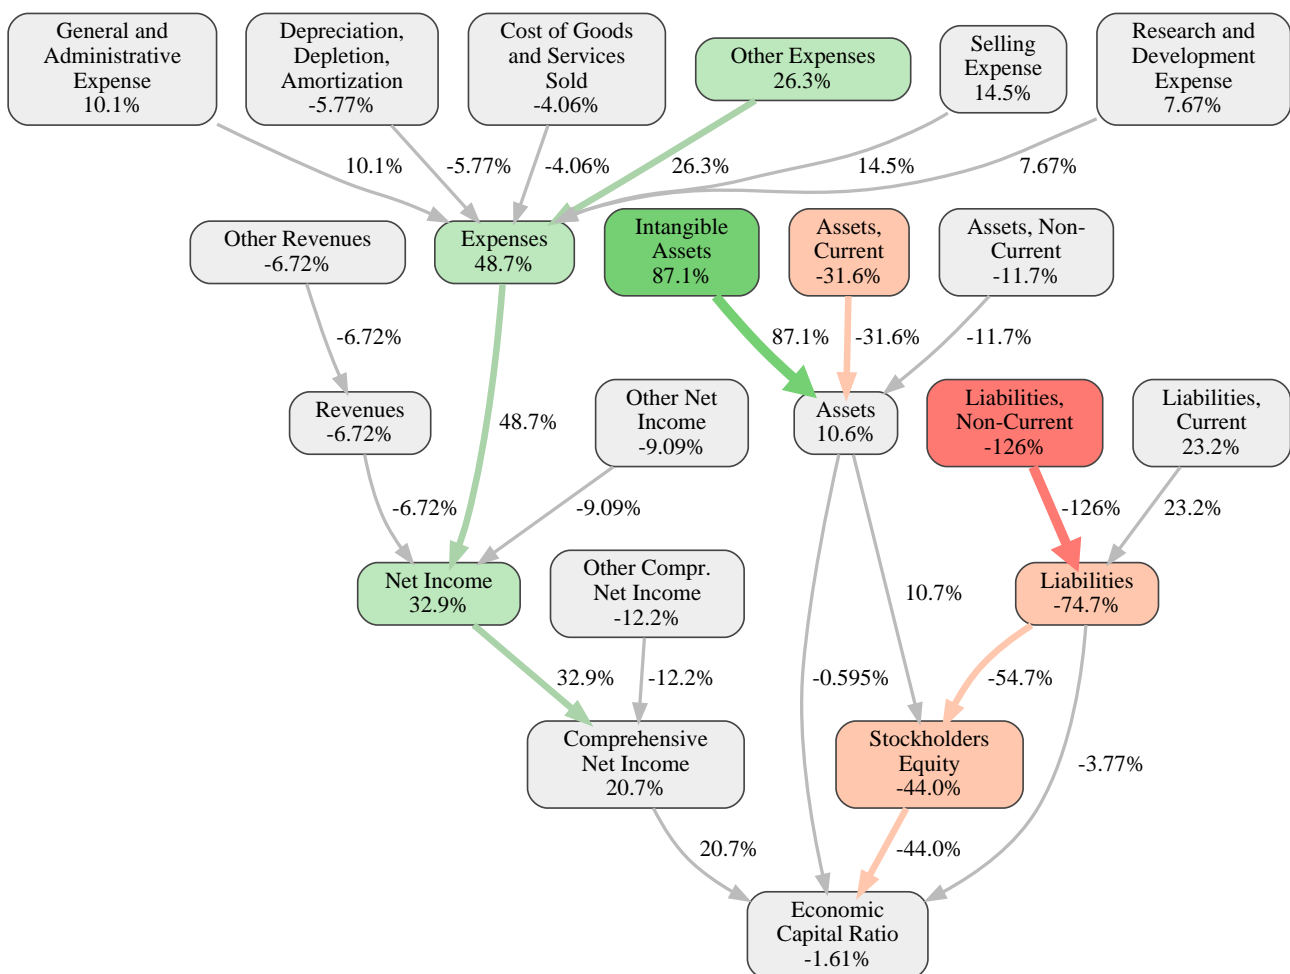 General and
Administrative
Expense
10.1%
Depreciation,
Depletion,
Amortization
-5.77%
Cost of Goods
and Services
Sold
-4.06%
Other Expenses
26.3%
Selling
Expense
14.5%
Research and
Development
Expense
7.67%
10.1%
-5.77%
-4.06%
26.3%
14.5%
7.67%
Other Revenues
-6.72%
Expenses
48.7%
Intangible
Assets
87.1%
Assets,
Current
-31.6%
Assets, Non-
Current
-11.7%
-6.72%
87.1%
-31.6%
-11.7%
Revenues
-6.72%
48.7%
Other Net
Income
-9.09%
Assets
10.6%
Liabilities,
Non-Current
-126%
Liabilities,
Current
23.2%
-6.72%
-9.09%
-126%
23.2%
Net Income
32.9%
Other Compr.
Net Income
-12.2%
10.7%
Liabilities
-74.7%
32.9%
-12.2%
-0.595%
-54.7%
Comprehensive
Net Income
20.7%
Stockholders
Equity
-44.0%
-3.77%
20.7%
-44.0%
Economic
Capital Ratio
-1.61%